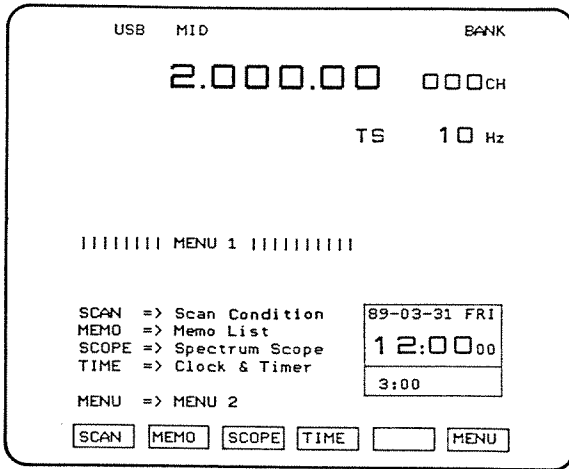 USB MID BANK
2.000.00 000CH
TS 10 Hz
|||||||| MENU 1 ||||||||||
SCAN => Scan Condition
MEMO => Memo List
SCOPE => Spectrum Scope
TIME => Clock & Timer
MENU => MENU 2
89-03-31 FRI
12:00 00
3:00
SCAN MEMO SCOPE TIME MENU